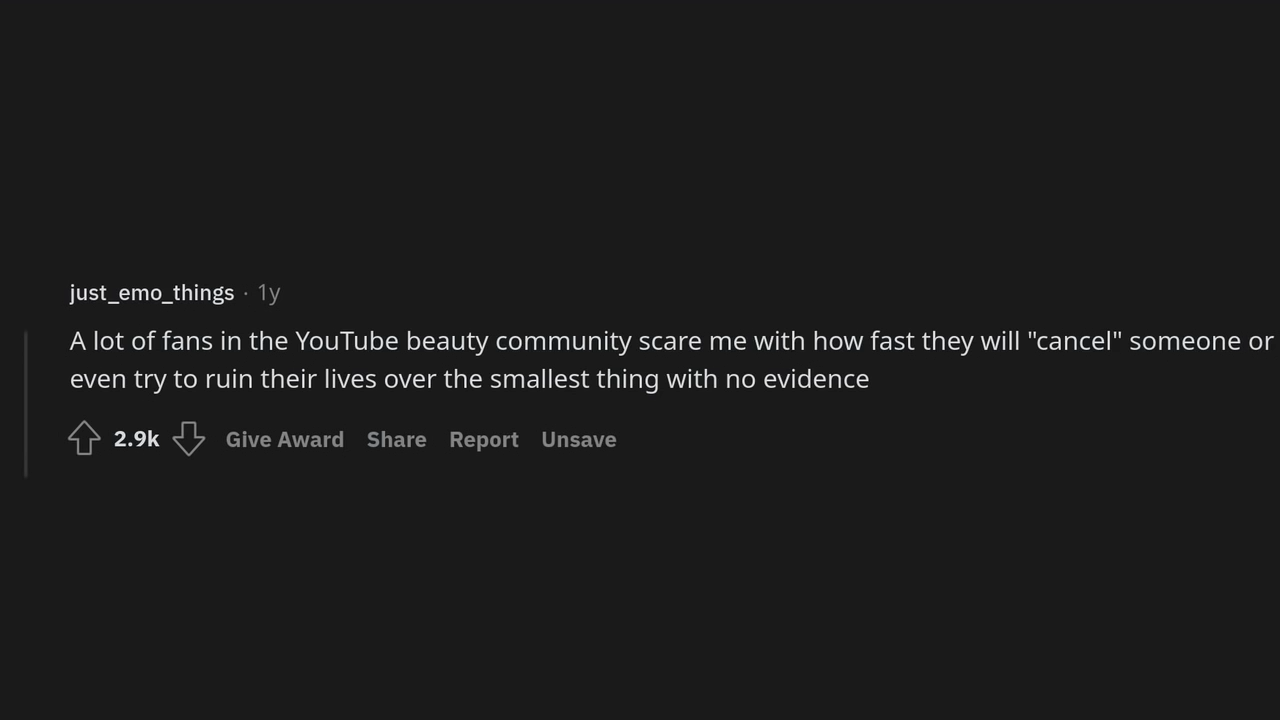 just_emo_things · 1y
A lot of fans in the YouTube beauty community scare me with how fast they will "cancel" someone or
even try to ruin their lives over the smallest thing with no evidence
2.9k Give Award Share Report Unsave